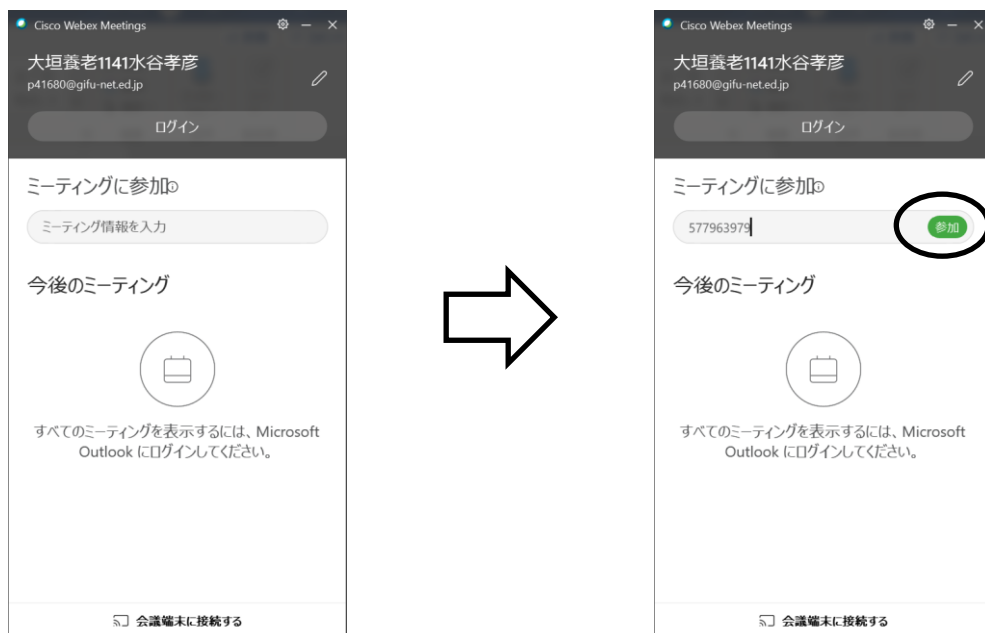 Cisco Webex Meetings
大垣養老1141水谷孝彦
p41680@gifu-net.ed.jp
ログイン
ミーティングに参加
ミーティング情報を入力
今後のミーティング
すべてのミーティングを表示するには、Microsoft
Outlook にログインしてください。
会議端末に接続する
Cisco Webex Meetings
大垣養老1141水谷孝彦
p41680@gifu-net.ed.jp
ログイン
ミーティングに参加
577963979
参加
今後のミーティング
すべてのミーティングを表示するには、Microsoft
Outlook にログインしてください。
会議端末に接続する